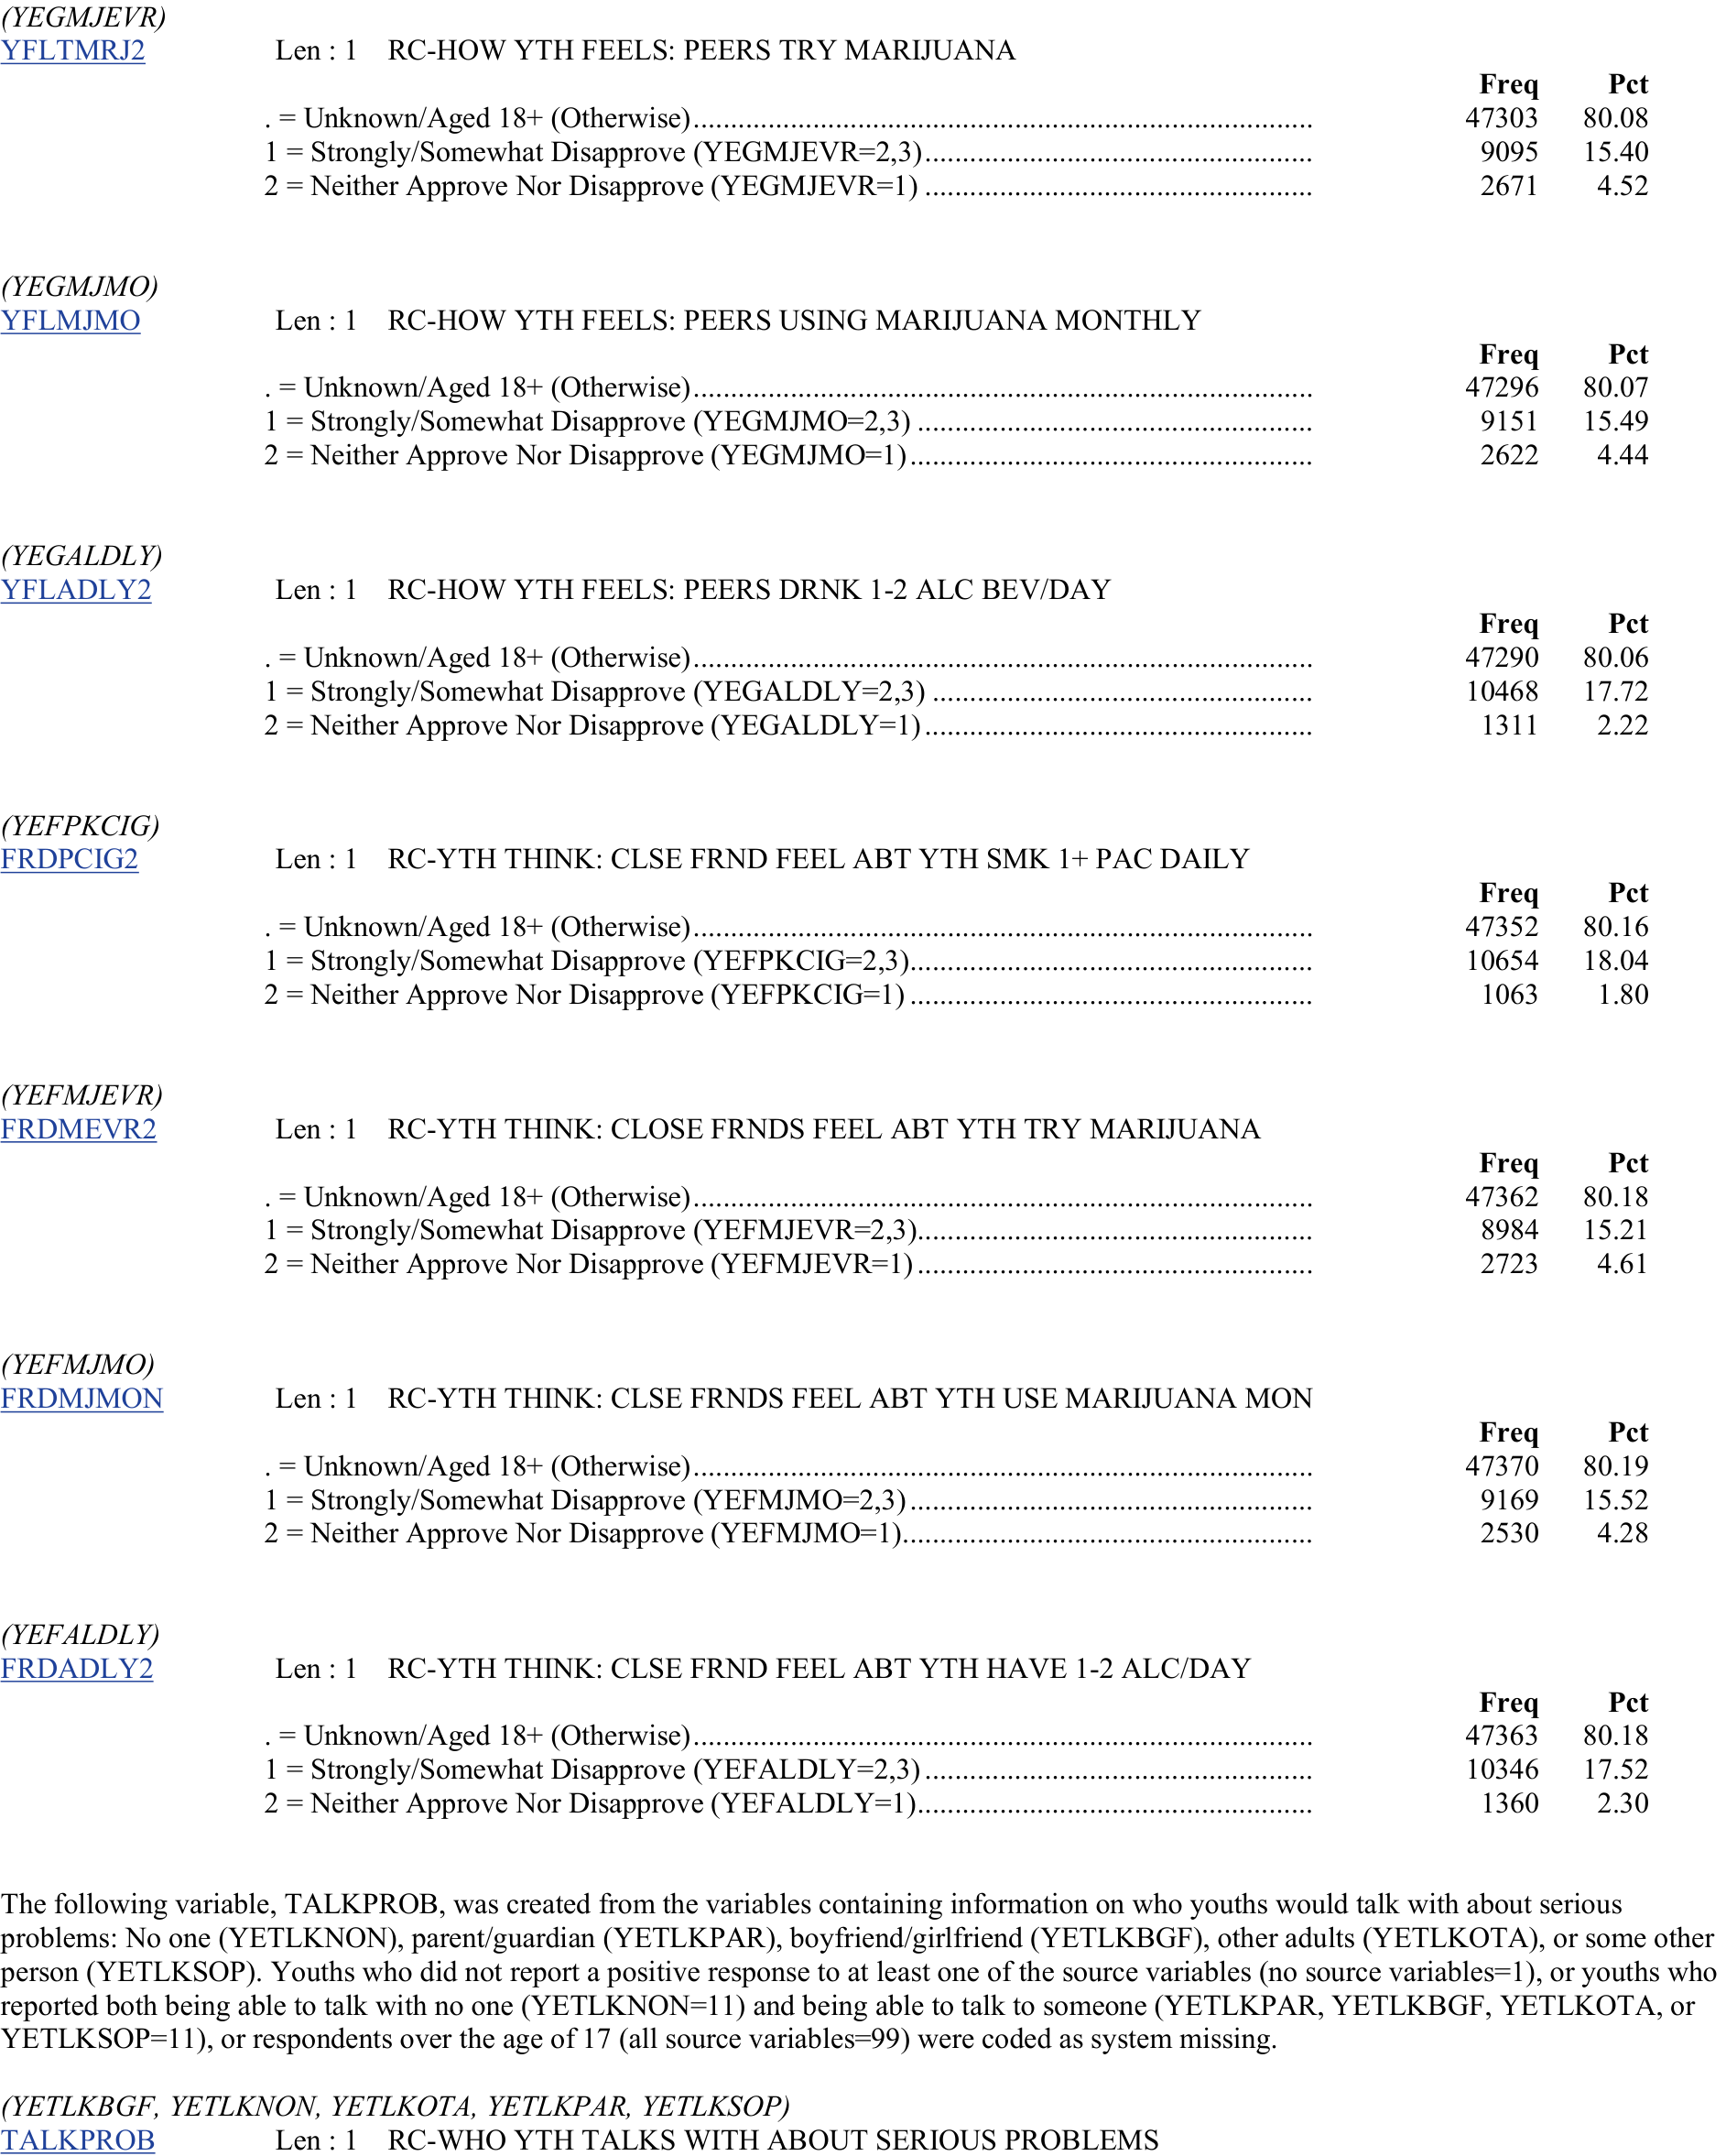 (YEGMJEVR)
YFLTMRJ2 Len : 1 RC-HOW YTH FEELS: PEERS TRY MARIJUANA
Freq Pct
. = Unknown/Aged 18+ (Otherwise)................................................................................... 47303 80.08
1 = Strongly/Somewhat Disapprove (YEGMJEVR=2,3).................................................... 9095 15.40
2 = Neither Approve Nor Disapprove (YEGMJEVR=1) .................................................... 2671 4.52
(YEGMJMO)
YFLMJMO Len : 1 RC-HOW YTH FEELS: PEERS USING MARIJUANA MONTHLY
Freq Pct
. = Unknown/Aged 18+ (Otherwise)................................................................................... 47296 80.07
1 = Strongly/Somewhat Disapprove (YEGMJMO=2,3) ..................................................... 9151 15.49
2 = Neither Approve Nor Disapprove (YEGMJMO=1)...................................................... 2622 4.44
(YEGALDLY)
YFLADLY2 Len : 1 RC-HOW YTH FEELS: PEERS DRNK 1-2 ALC BEV/DAY
Freq Pct
. = Unknown/Aged 18+ (Otherwise)................................................................................... 47290 80.06
1 = Strongly/Somewhat Disapprove (YEGALDLY=2,3) ................................................... 10468 17.72
2 = Neither Approve Nor Disapprove (YEGALDLY=1).................................................... 1311 2.22
(YEFPKCIG)
FRDPCIG2 Len : 1 RC-YTH THINK: CLSE FRND FEEL ABT YTH SMK 1+ PAC DAILY
Freq Pct
. = Unknown/Aged 18+ (Otherwise)................................................................................... 47352 80.16
1 = Strongly/Somewhat Disapprove (YEFPKCIG=2,3)...................................................... 10654 18.04
2 = Neither Approve Nor Disapprove (YEFPKCIG=1) ...................................................... 1063 1.80
(YEFMJEVR)
FRDMEVR2 Len : 1 RC-YTH THINK: CLOSE FRNDS FEEL ABT YTH TRY MARIJUANA
Freq Pct
. = Unknown/Aged 18+ (Otherwise)................................................................................... 47362 80.18
1 = Strongly/Somewhat Disapprove (YEFMJEVR=2,3)..................................................... 8984 15.21
2 = Neither Approve Nor Disapprove (YEFMJEVR=1)..................................................... 2723 4.61
(YEFMJMO)
FRDMJMON Len : 1 RC-YTH THINK: CLSE FRNDS FEEL ABT YTH USE MARIJUANA MON
Freq Pct
. = Unknown/Aged 18+ (Otherwise)................................................................................... 47370 80.19
1 = Strongly/Somewhat Disapprove (YEFMJMO=2,3)...................................................... 9169 15.52
2 = Neither Approve Nor Disapprove (YEFMJMO=1)....................................................... 2530 4.28
(YEFALDLY)
FRDADLY2 Len : 1 RC-YTH THINK: CLSE FRND FEEL ABT YTH HAVE 1-2 ALC/DAY
Freq Pct
. = Unknown/Aged 18+ (Otherwise)................................................................................... 47363 80.18
1 = Strongly/Somewhat Disapprove (YEFALDLY=2,3).................................................... 10346 17.52
2 = Neither Approve Nor Disapprove (YEFALDLY=1)..................................................... 1360 2.30
The following variable, TALKPROB, was created from the variables containing information on who youths would talk with about serious
problems: No one (YETLKNON), parent/guardian (YETLKPAR), boyfriend/girlfriend (YETLKBGF), other adults (YETLKOTA), or some other
person (YETLKSOP). Youths who did not report a positive response to at least one of the source variables (no source variables=1), or youths who
reported both being able to talk with no one (YETLKNON=11) and being able to talk to someone (YETLKPAR, YETLKBGF, YETLKOTA, or
YETLKSOP=11), or respondents over the age of 17 (all source variables=99) were coded as system missing.
(YETLKBGF, YETLKNON, YETLKOTA, YETLKPAR, YETLKSOP)
TALKPROB Len : 1 RC-WHO YTH TALKS WITH ABOUT SERIOUS PROBLEMS